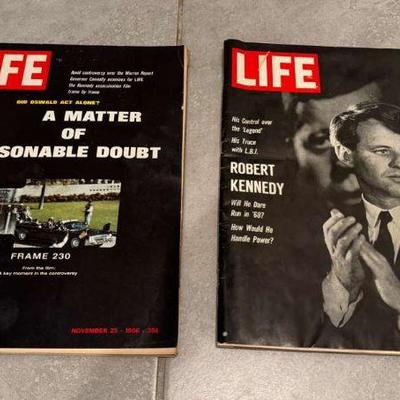 FE
Amid controversy over the Warren Report
Governor Connally examines for LIFE
the Kennedy assassination film
frame by frame
DID OSWALD ACT ALONE?
A MATTER
OF
SONABLE DOUBT
FRAME 230
From the film:
key moment in the controversy
NOVEMBER 25 · 1966 · 35¢
LIFE
His Control over
the 'Legend'
His Truce
with L.B.J.
ROBERT
KENNEDY
Will He Dare
Run in '68?
How Would He
Handle Power?